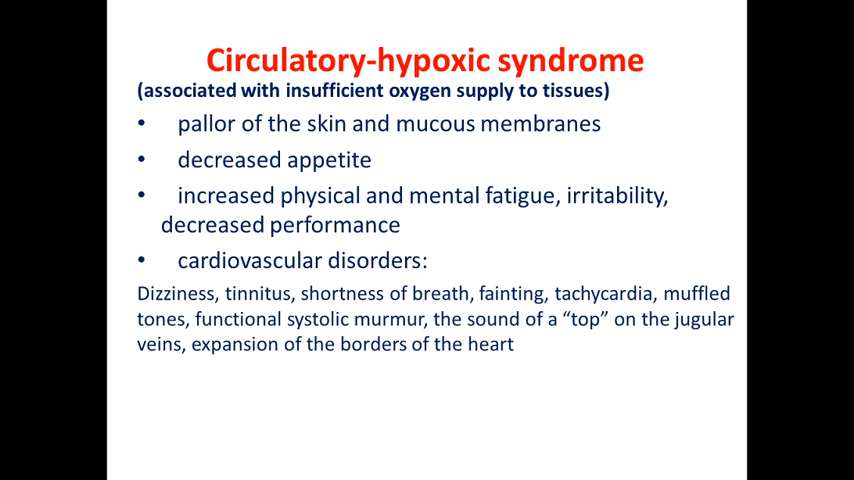 Circulatory-hypoxic syndrome
(associated with insufficient oxygen supply to tissues)
• pallor of the skin and mucous membranes
• decreased appetite
• increased physical and mental fatigue, irritability,
decreased performance
• cardiovascular disorders:
Dizziness, tinnitus, shortness of breath, fainting, tachycardia, muffled
tones, functional systolic murmur, the sound of a “top” on the jugular
veins, expansion of the borders of the heart